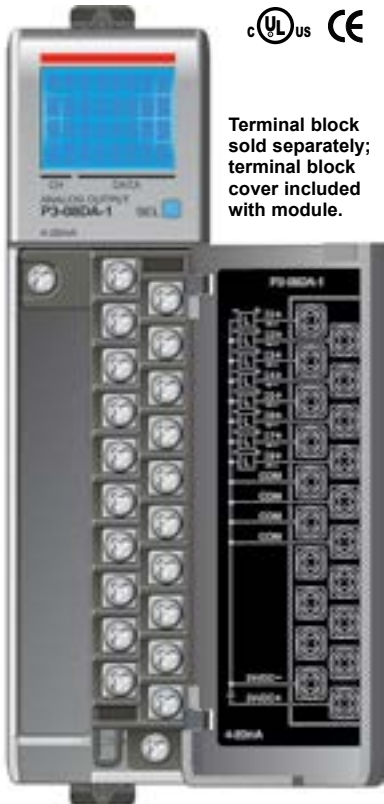 C UL US CE
Terminal block
sold separately;
terminal block
cover included
with module.
CH DATA
ANALOG OUTPUT
P3-08DA-1 SEL
4-20mA
P3-08DA-1
COM
COM
COM
COM
24VDC-
24VDC+
4-20mA